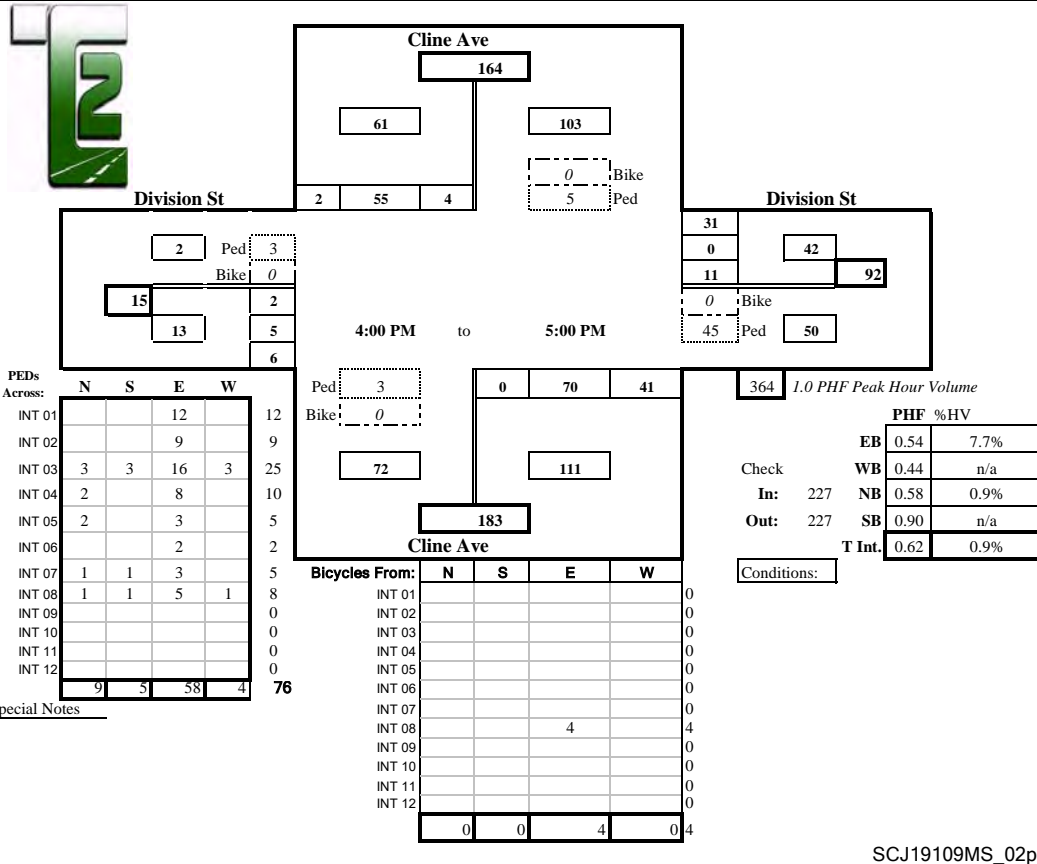 TC2
Cline Ave
164
61 103
0 Bike
Division St 2 55 4 5 Ped Division St
31
2 Ped 3 0 42
Bike 0 11 92
15 2 0 Bike
13 5 4:00 PM to 5:00 PM 45 Ped 50
6
PEDs
Across: N S E W Ped 3 0 70 41 364 1.0 PHF Peak Hour Volume
INT 01 12 12 Bike 0 PHF %HV
INT 02 9 9 EB 0.54 7.7%
INT 03 3 3 16 3 25 72 111 Check WB 0.44 n/a
INT 04 2 8 10 In: 227 NB 0.58 0.9%
INT 05 2 3 5 183 Out: 227 SB 0.90 n/a
INT 06 2 2 Cline Ave T Int. 0.62 0.9%
INT 07 1 1 3 5 Bicycles From: N S E W Conditions:
INT 08 1 1 5 1 8 INT 01 0
INT 09 0 INT 02 0
INT 10 0 INT 03 0
INT 11 0 INT 04 0
INT 12 0 INT 05 0
9 5 58 4 76 INT 06 0
pecial Notes INT 07 0
INT 08 4 4
INT 09 0
INT 10 0
INT 11 0
INT 12 0
0 0 4 0 4
SCJ19109MS_02p